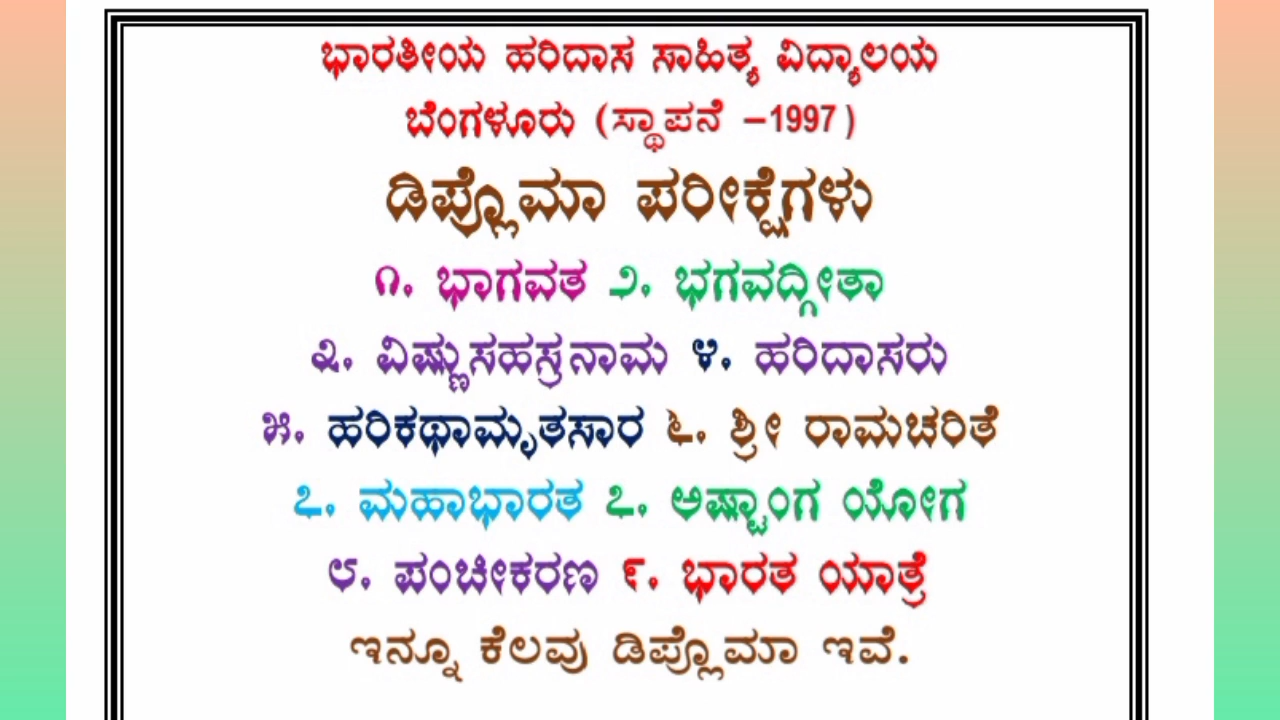 ಭಾರತೀಯ ಹರಿದಾಸ ಸಾಹಿತ್ಯ ವಿದ್ಯಾಲಯ
ಬೆಂಗಳೂರು (ಸ್ಥಾಪನೆ –1997)
ಡಿಪ್ಲೊಮಾ ಪರೀಕ್ಷೆಗಳು
೧. ಭಾಗವತ ೨. ಭಗವದ್ಗೀತಾ
೩. ವಿಷ್ಣುಸಹಸ್ರನಾಮ ೪. ಹರಿದಾಸರು
೫. ಹರಿಕಥಾಮೃತಸಾರ ೬. ಶ್ರೀ ರಾಮಚರಿತೆ
೭. ಮಹಾಭಾರತ ೭. ಅಷ್ಟಾಂಗ ಯೋಗ
೮. ಪಂಚೀಕರಣ ೯. ಭಾರತ ಯಾತ್ರೆ
ಇನ್ನೂ ಕೆಲವು ಡಿಪ್ಲೊಮಾ ಇವೆ.